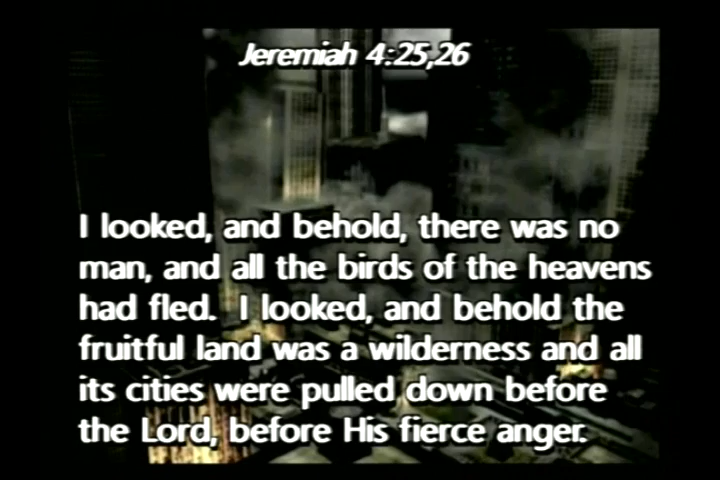 Jeremiah 4:25,26
I looked, and behold, there was no
man, and all the birds of the heavens
had fled.  I looked, and behold the
fruitful land was a wilderness and all
its cities were pulled down before
the Lord, before His fierce anger.